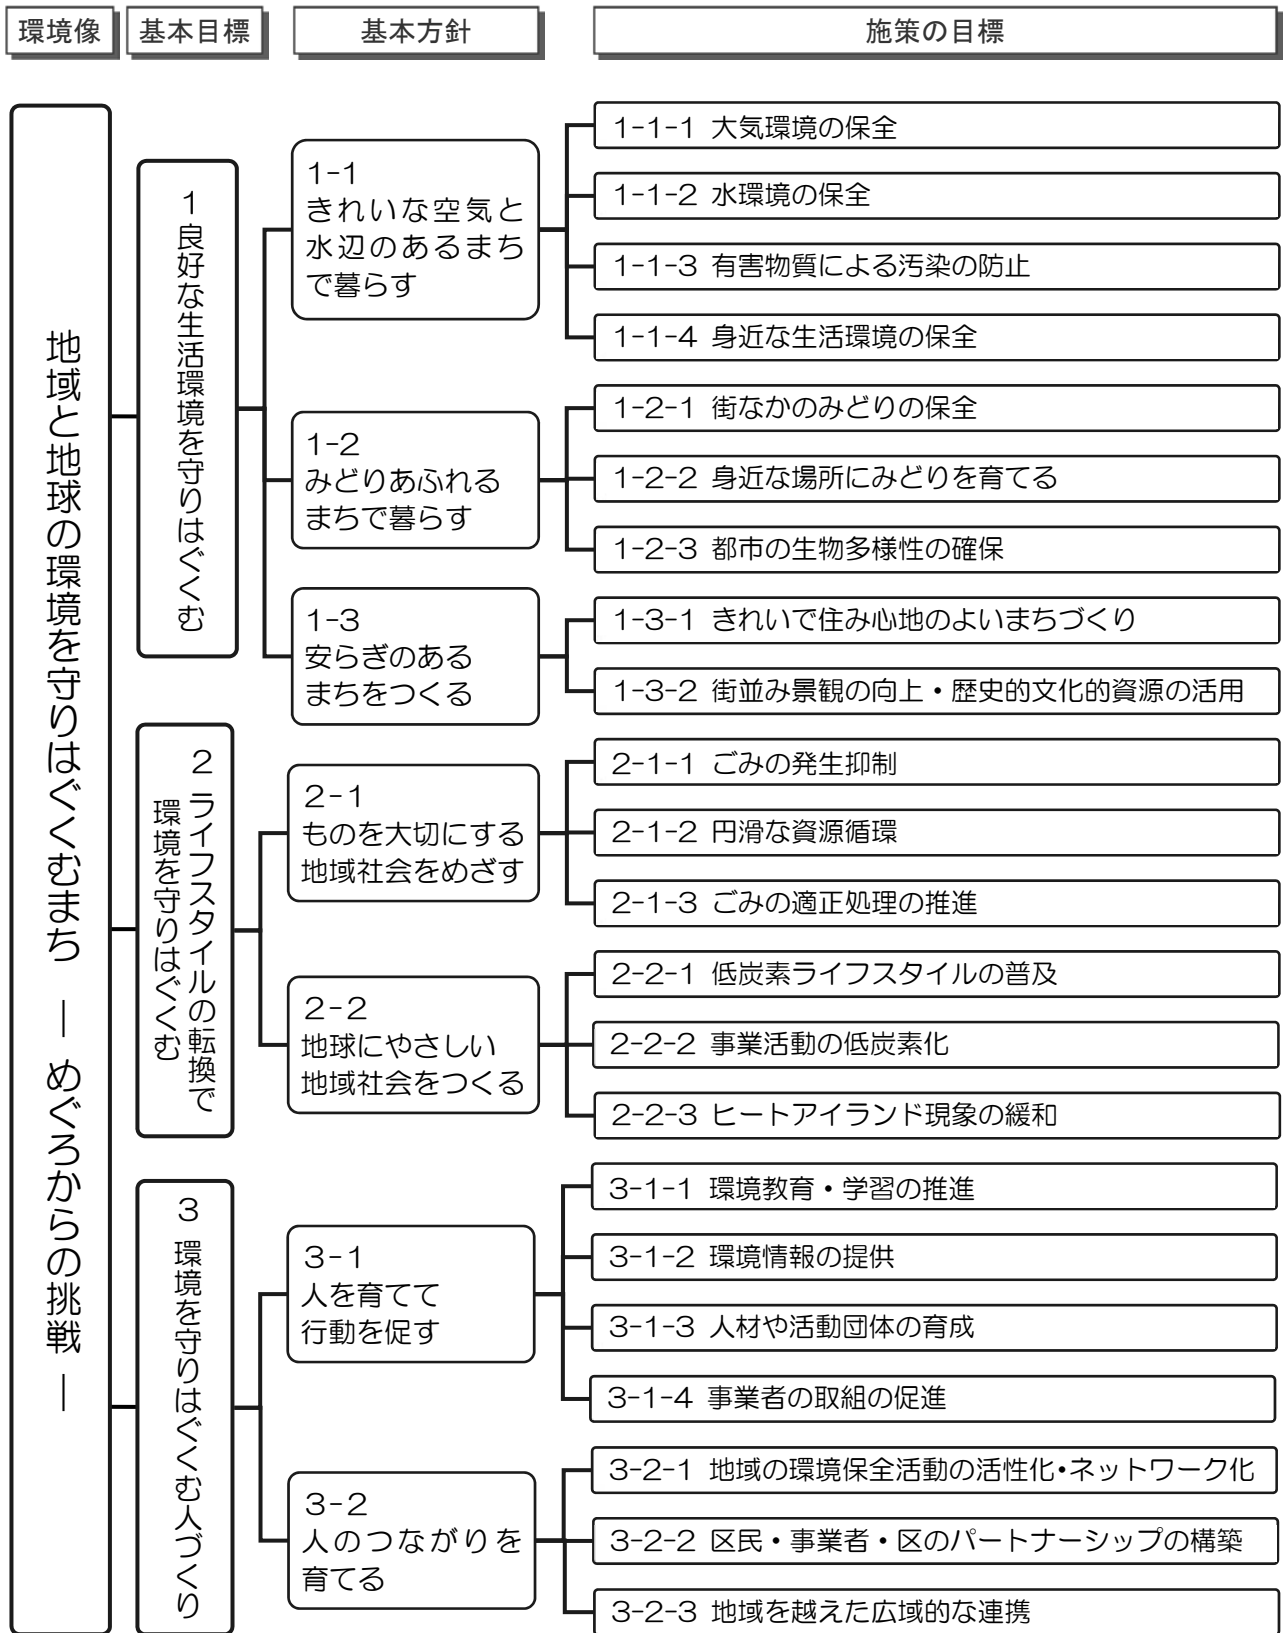 環境像
基本目標
基本方針
施策の目標
地域と地球の環境を守りはぐくむまち ― めぐろからの挑戦 ―
1 良好な生活環境を守りはぐくむ
1-1
きれいな空気と
水辺のあるまち
で暮らす
1-1-1 大気環境の保全
1-1-2 水環境の保全
1-1-3 有害物質による汚染の防止
1-1-4 身近な生活環境の保全
1-2
みどりあふれる
まちで暮らす
1-2-1 街なかのみどりの保全
1-2-2 身近な場所にみどりを育てる
1-2-3 都市の生物多様性の確保
1-3
安らぎのある
まちをつくる
1-3-1 きれいで住み心地のよいまちづくり
1-3-2 街並み景観の向上・歴史的文化的資源の活用
2 ライフスタイルの転換で
環境を守りはぐくむ
2-1
ものを大切にする
地域社会をめざす
2-1-1 ごみの発生抑制
2-1-2 円滑な資源循環
2-1-3 ごみの適正処理の推進
2-2
地球にやさしい
地域社会をつくる
2-2-1 低炭素ライフスタイルの普及
2-2-2 事業活動の低炭素化
2-2-3 ヒートアイランド現象の緩和
3 環境を守りはぐくむ人づくり
3-1
人を育てて
行動を促す
3-1-1 環境教育・学習の推進
3-1-2 環境情報の提供
3-1-3 人材や活動団体の育成
3-1-4 事業者の取組の促進
3-2
人のつながりを
育てる
3-2-1 地域の環境保全活動の活性化・ネットワーク化
3-2-2 区民・事業者・区のパートナーシップの構築
3-2-3 地域を越えた広域的な連携